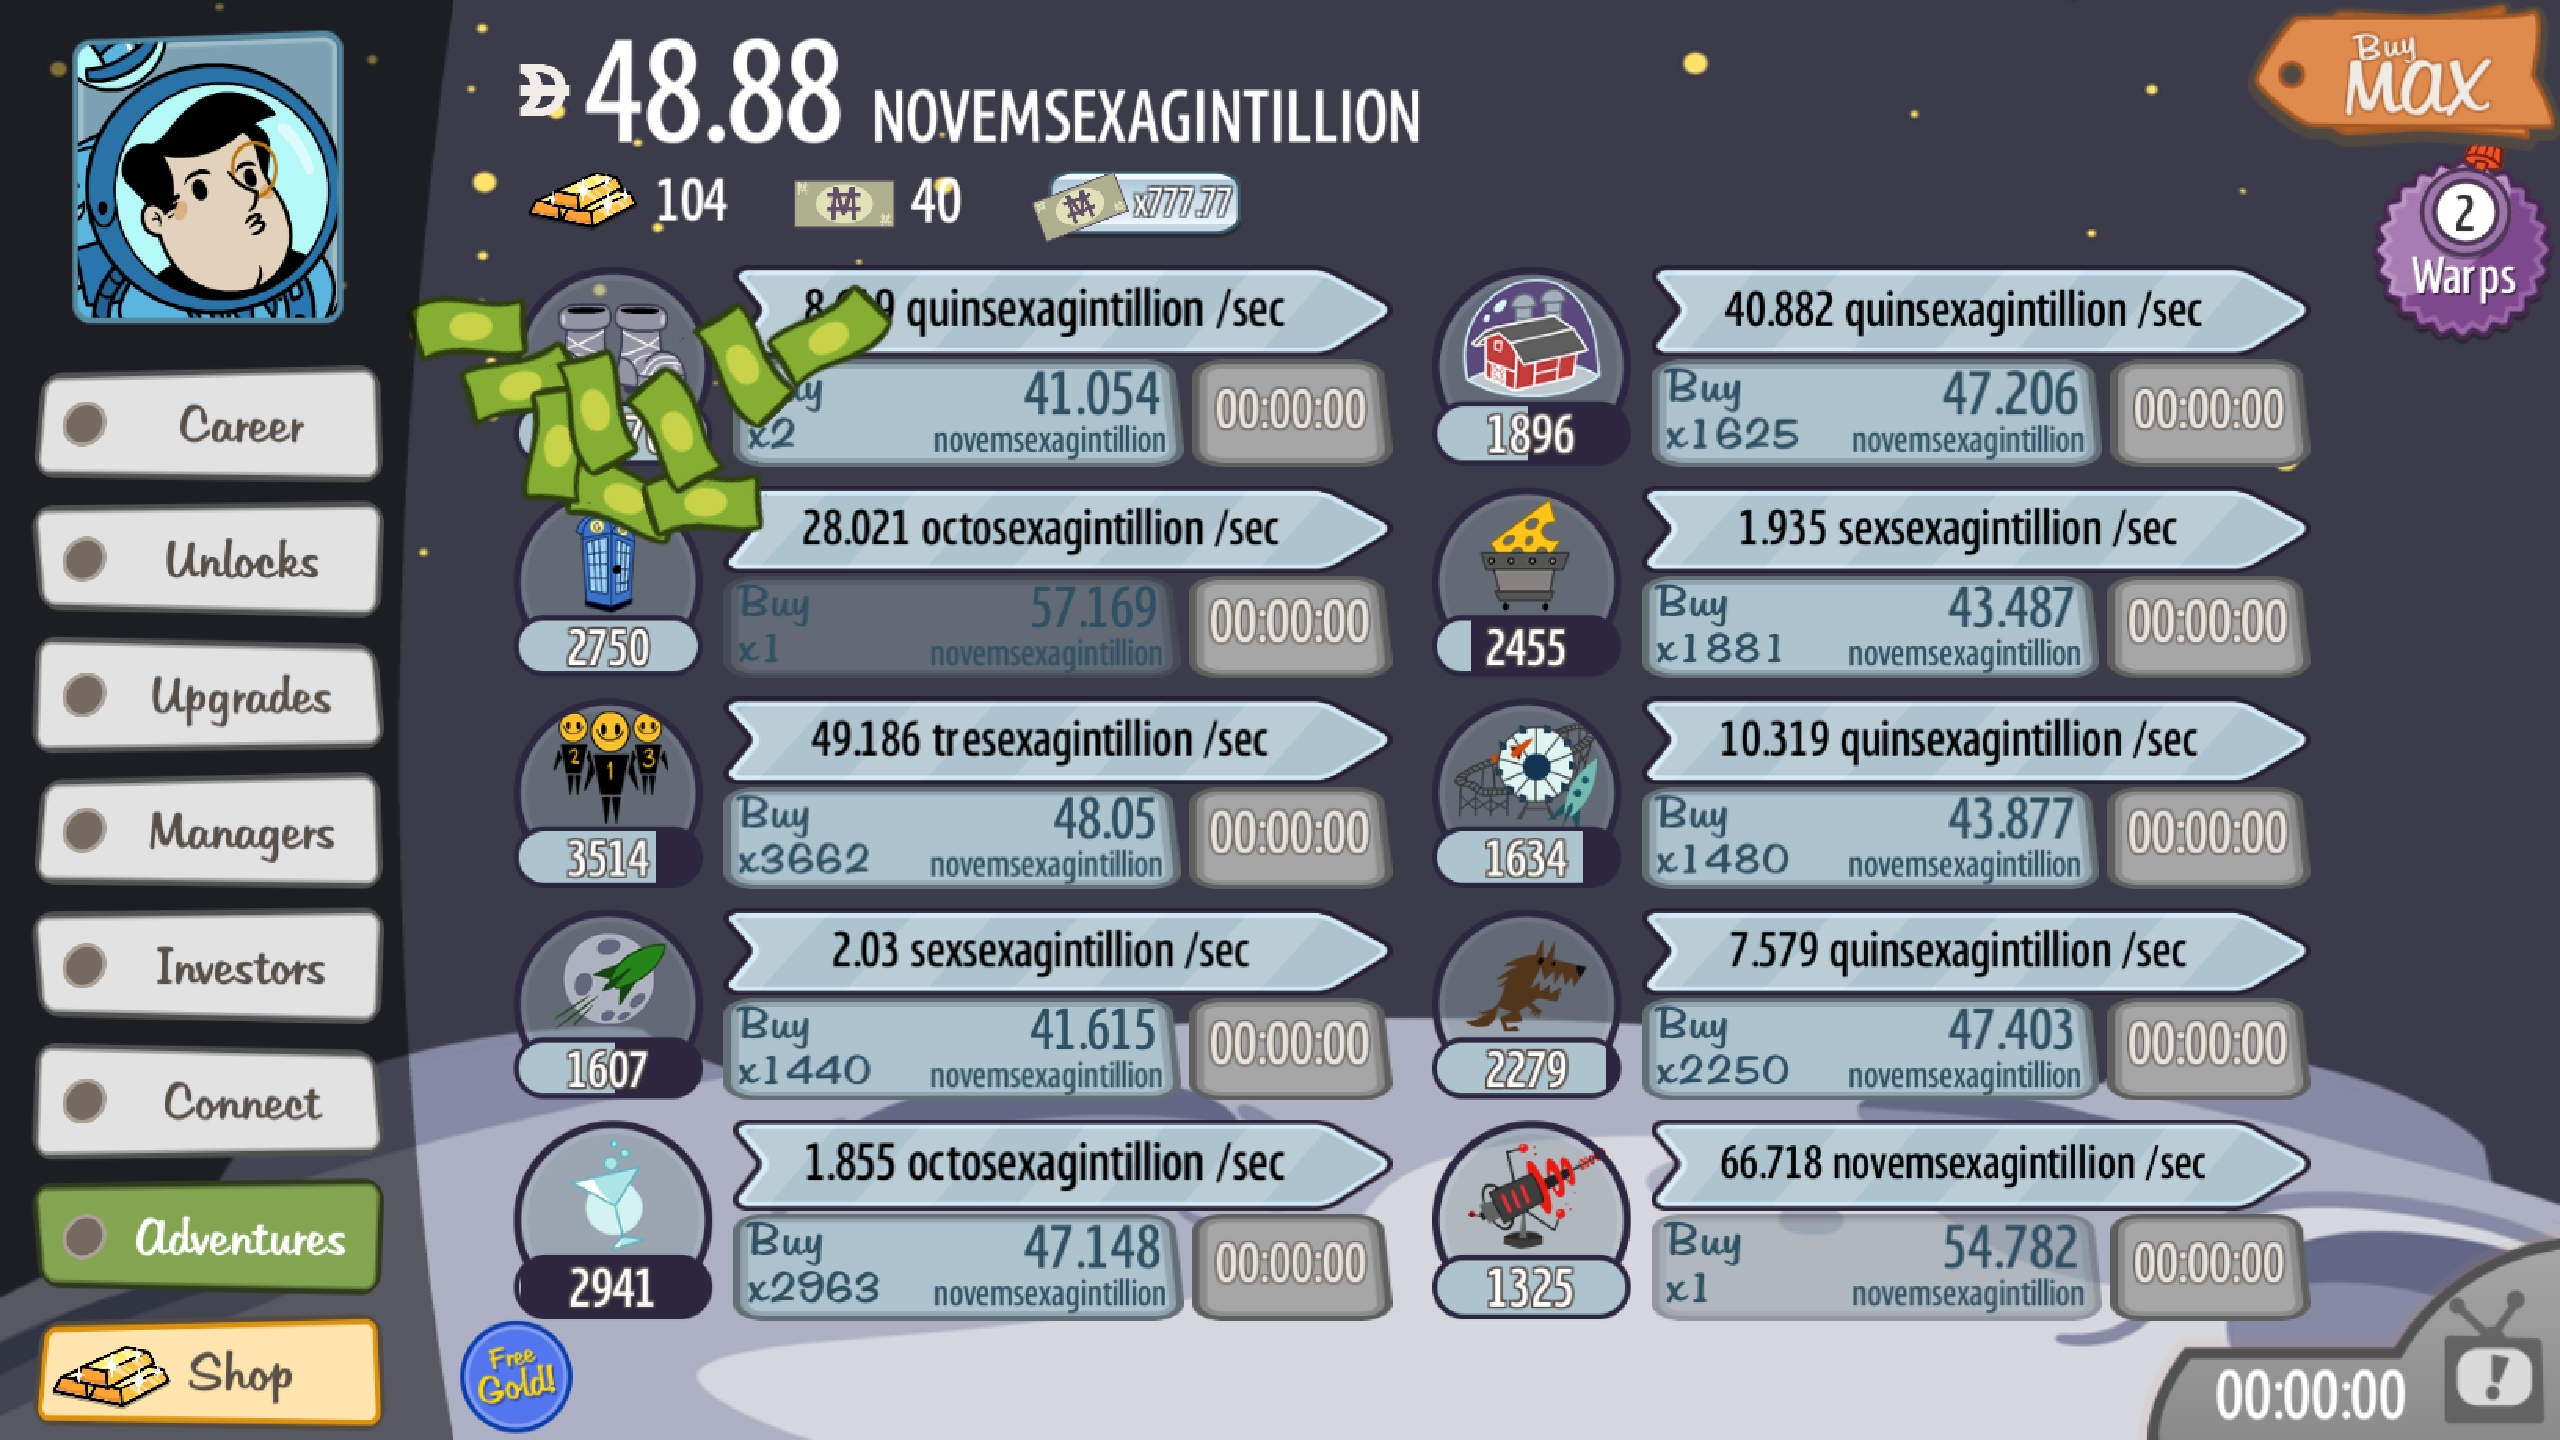 48.88 NOVEMSEXAGINTILLION
Buy
MAX
104
40
x777.77
2
Warps
quinsexagintillion /sec
40.882 quinsexagintillion /sec
41.054
x2
novemsexagintillion
00:00:00
Buy
47.206
1896
x1625
novemsexagintillion
00:00:00
Career
28.021 octosexagintillion /sec
1.935 sexsexagintillion /sec
Unlocks
Buy
57.169
2750
x1
novemsexagintillion
00:00:00
Buy
43.487
2455
x1881
novemsexagintillion
00:00:00
Upgrades
2
1
3
49.186 tresexagintillion /sec
10.319 quinsexagintillion /sec
Managers
Buy
48.05
3514
x3662
novemsexagintillion
00:00:00
Buy
43.877
1634
x1480
novemsexagintillion
00:00:00
Investors
2.03 sexsexagintillion /sec
7.579 quinsexagintillion /sec
Connect
Buy
41.615
1607
x1440
novemsexagintillion
00:00:00
Buy
47.403
2279
x2250
novemsexagintillion
00:00:00
1.855 octosexagintillion /sec
66.718 novemsexagintillion /sec
Adventures
Buy
47.148
2941
x2963
novemsexagintillion
00:00:00
Buy
54.782
1325
x1
novemsexagintillion
00:00:00
Shop
Free
Gold!
00:00:00
!